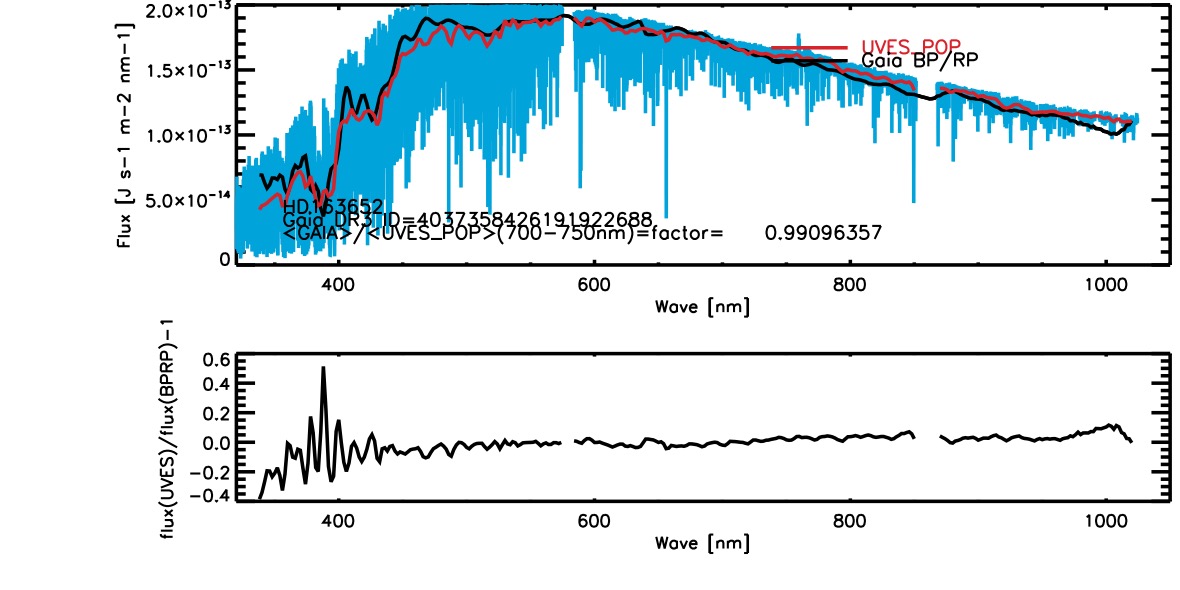 2.0×10−13
1.5×10−13
1.0×10−13
5.0×10−14
0
Flux [J s−1 m−2 nm−1]
UVES_POP
Gaia BP/RP
HD163652
Gaia DR3 ID=4037358426191922688
<GAIA>/<UVES_POP>(700−750nm)=factor= 0.99096357
400 600 800 1000
Wave [nm]
0.6
0.4
0.2
0.0
−0.2
−0.4
flux(UVES)/flux(BPRP)−1
400 600 800 1000
Wave [nm]